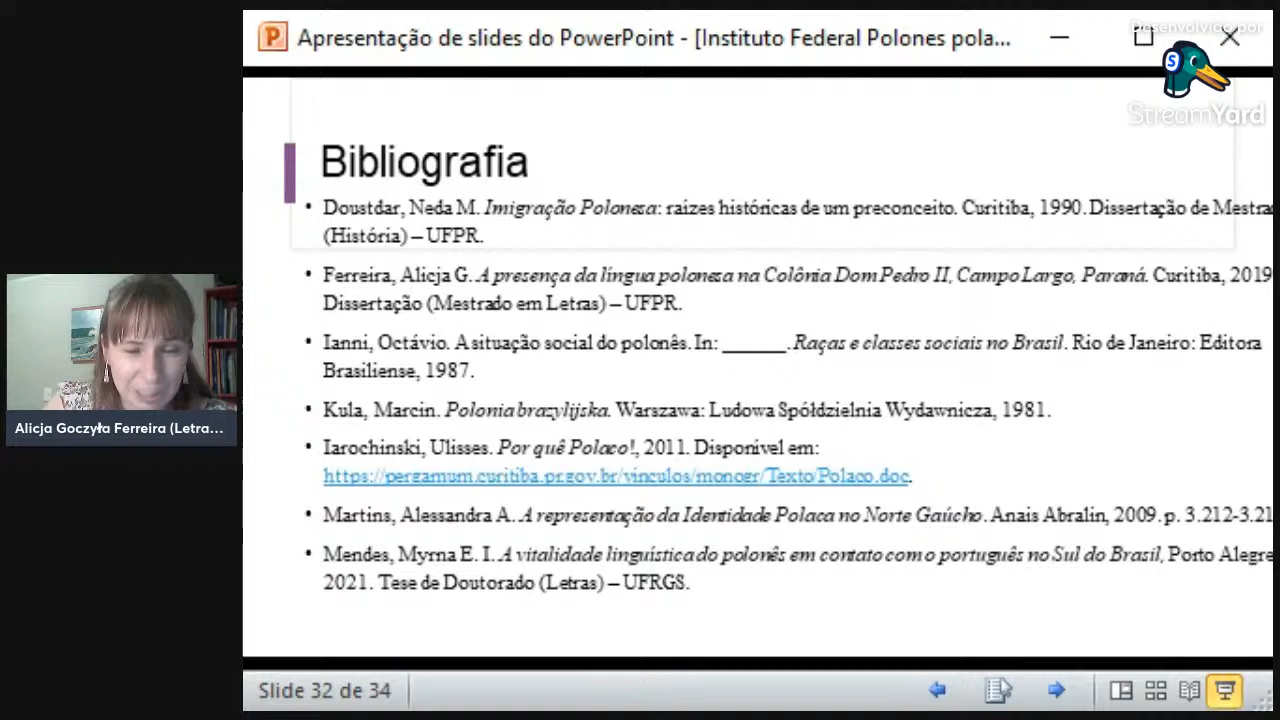 Apresentação de slides do PowerPoint - [Instituto Federal Polones pola...
Desenvolvido por
StreamYard
Bibliografia
• Doustdar, Neda M. Imigração Polonesa: raizes históricas de um preconceito. Curitiba, 1990. Dissertação de Mestra
(História) – UFPR.
• Ferreira, Alicja G. A presença da língua polonesa na Colônia Dom Pedro II, Campo Largo, Paraná. Curitiba, 2019
Dissertação (Mestrado em Letras) – UFPR.
• Ianni, Octávio. A situação social do polonês. In: ______. Raças e classes sociais no Brasil. Rio de Janeiro: Editora
Brasiliense, 1987.
• Kula, Marcin. Polonia brazylijska. Warszawa: Ludowa Spółdzielnia Wydawnicza, 1981.
• Iarochinski, Ulisses. Por quê Polaco!, 2011. Disponível em:
https://pergamum.curitiba.pr.gov.br/vinculos/monogr/Texto/Polaco.doc.
• Martins, Alessandra A. A representação da Identidade Polaca no Norte Gaúcho. Anais Abralin, 2009. p. 3.212-3.21
• Mendes, Myrna E. I. A vitalidade linguística do polonês em contato com o português no Sul do Brasil, Porto Alegre
2021. Tese de Doutorado (Letras) – UFRGS.
Alicja Goczyła Ferreira (Letra...
Slide 32 de 34